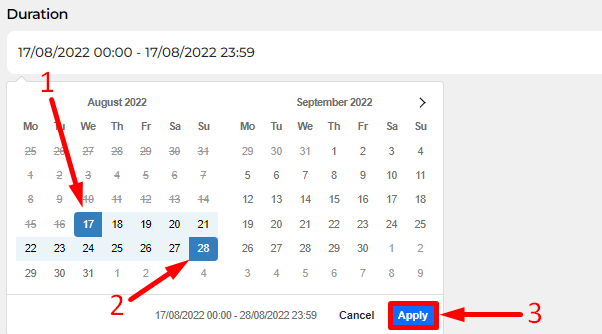 Duration
17/08/2022 00:00 - 17/08/2022 23:59
1
August 2022
Mo Tu We Th Fr Sa Su
25 26 27 28 29 30 31
1 2 3 4 5 6 7
8 9 10 11 12 13 14
15 16 17 18 19 20 21
22 23 24 25 26 27 28
29 30 31 1 2 4
September 2022
Mo Tu We Th Fr Sa Su
29 30 31 1 2 3 4
5 6 7 8 9 10 11
12 13 14 15 16 17 18
19 20 21 22 23 24 25
26 27 28 29 30 1 2
3 4 5 6 7 8 9
2
17/08/2022 00:00 - 28/08/2022 23:59 Cancel Apply 3